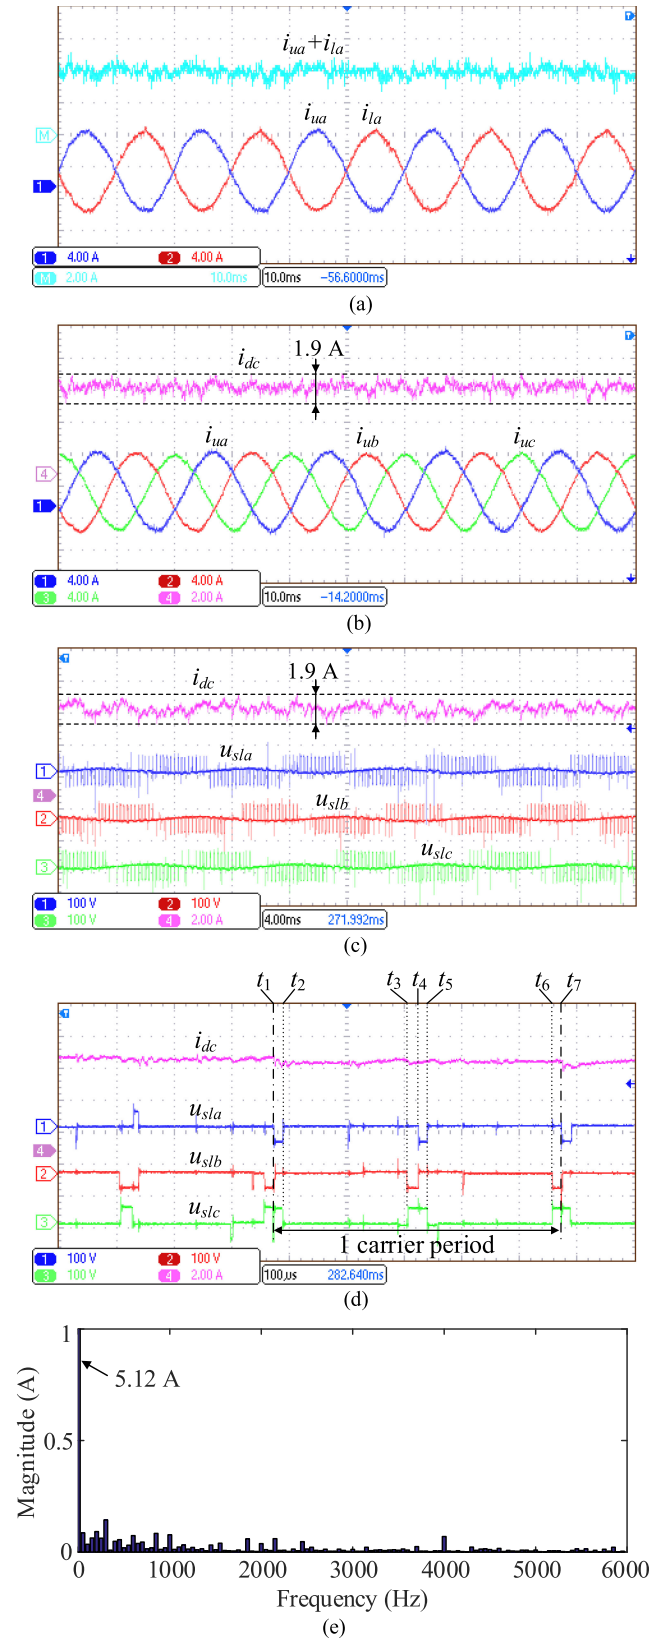 i_ua+i_la
i_ua i_la
M
1
1 4.00 A 2 4.00 A
M 2.00 A 10.0ms 10.0ms −56.6000ms
(a)
1.9 A
i_dc
i_ua i_ub i_uc
4
1
1 4.00 A 2 4.00 A
3 4.00 A 4 2.00 A 10.0ms −14.2000ms
(b)
i_dc 1.9 A
u_sla
1
4
u_slb
2
u_slc
3
1 100 V 2 100 V
3 100 V 4 2.00 A 4.00ms 271.992ms
(c)
t_1 t_2 t_3 t_4 t_5 t_6 t_7
i_dc
u_sla
1
4
u_slb
2
u_slc
3
1 carrier period
1 100 V 2 100 V
3 100 V 4 2.00 A 100µs 282.640ms
(d)
1
5.12 A
0.5
Magnitude (A)
0
0 1000 2000 3000 4000 5000 6000
Frequency (Hz)
(e)